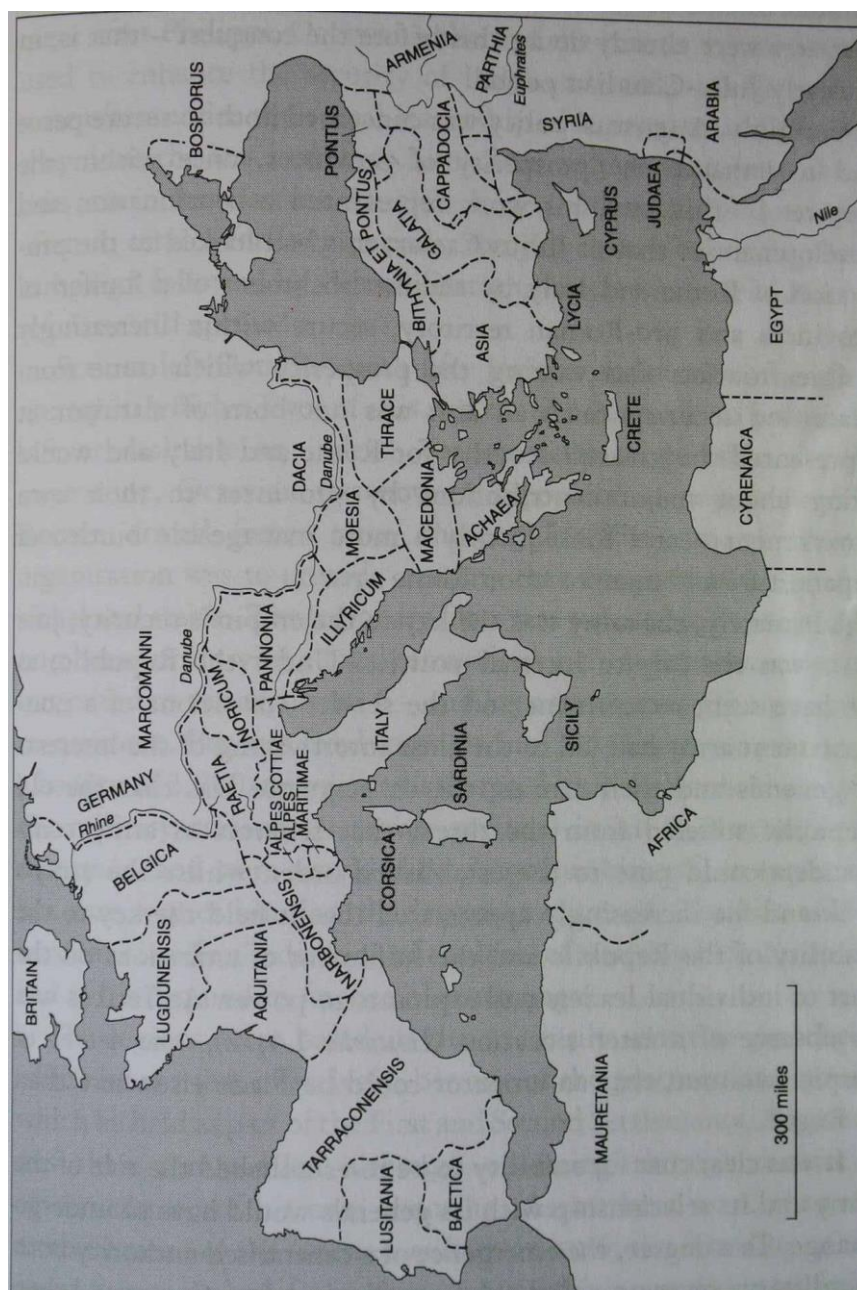 BRITAIN
GERMANY
Rhine
BELGICA
LUGDUNENSIS
AQUITANIA
NARBONENSIS
TARRACONENSIS
LUSITANIA
BAETICA
MARCOMANNI
Danube
RAETIA
NORICUM
PANNONIA
ALPES COTTIAE
ALPES
MARITIMAE
ITALY
CORSICA
SARDINIA
SICILY
ILLYRICUM
DACIA
Danube
MOESIA
THRACE
MACEDONIA
ACHAEA
CRETE
BOSPORUS
PONTUS
BITHYNIA ET PONTUS
GALATIA
CAPPADOCIA
ASIA
LYCIA
ARMENIA
PARTHIA
Euphrates
SYRIA
CYPRUS
JUDAEA
ARABIA
Nile
EGYPT
CYRENAICA
AFRICA
MAURETANIA
300 miles